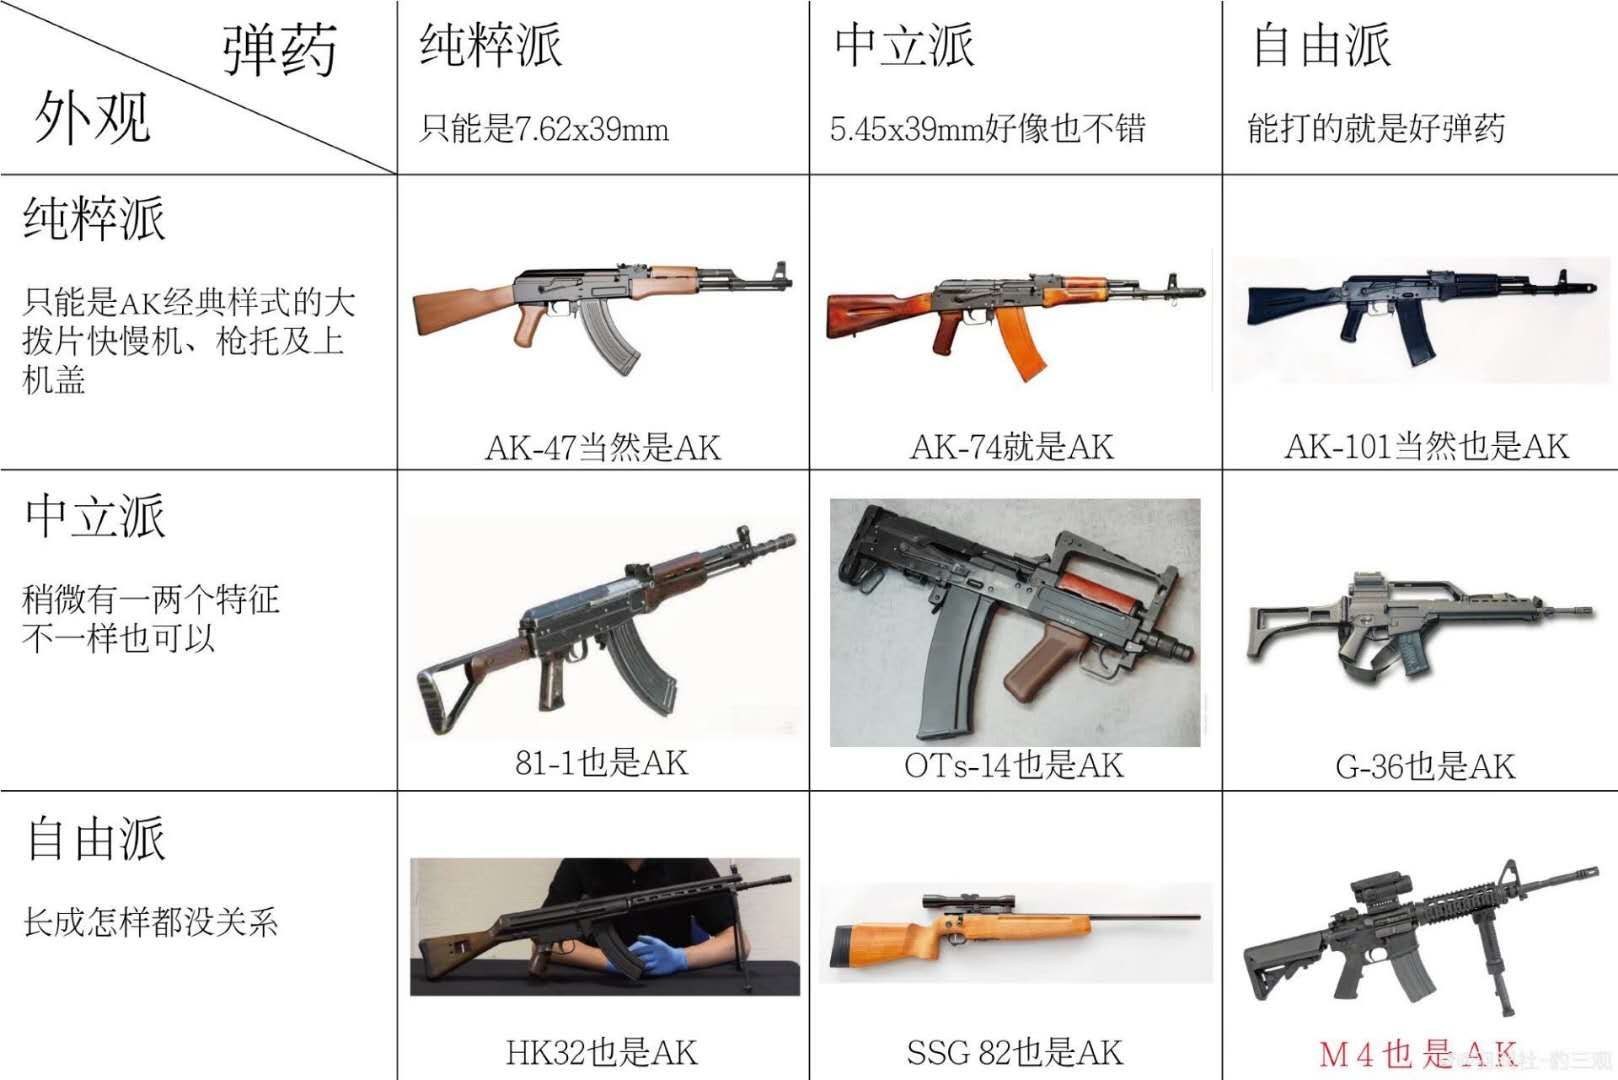 弹药
外观
纯粹派
只能是7.62x39mm
中立派
5.45x39mm好像也不错
自由派
能打的就是好弹药
纯粹派
只能是AK经典样式的大
拨片快慢机、枪托及上
机盖
AK-47当然是AK
AK-74就是AK
AK-101当然也是AK
中立派
稍微有一两个特征
不一样也可以
81-1也是AK
OTs-14也是AK
G-36也是AK
自由派
长成怎样都没关系
HK32也是AK
SSG 82也是AK
M4也是AK